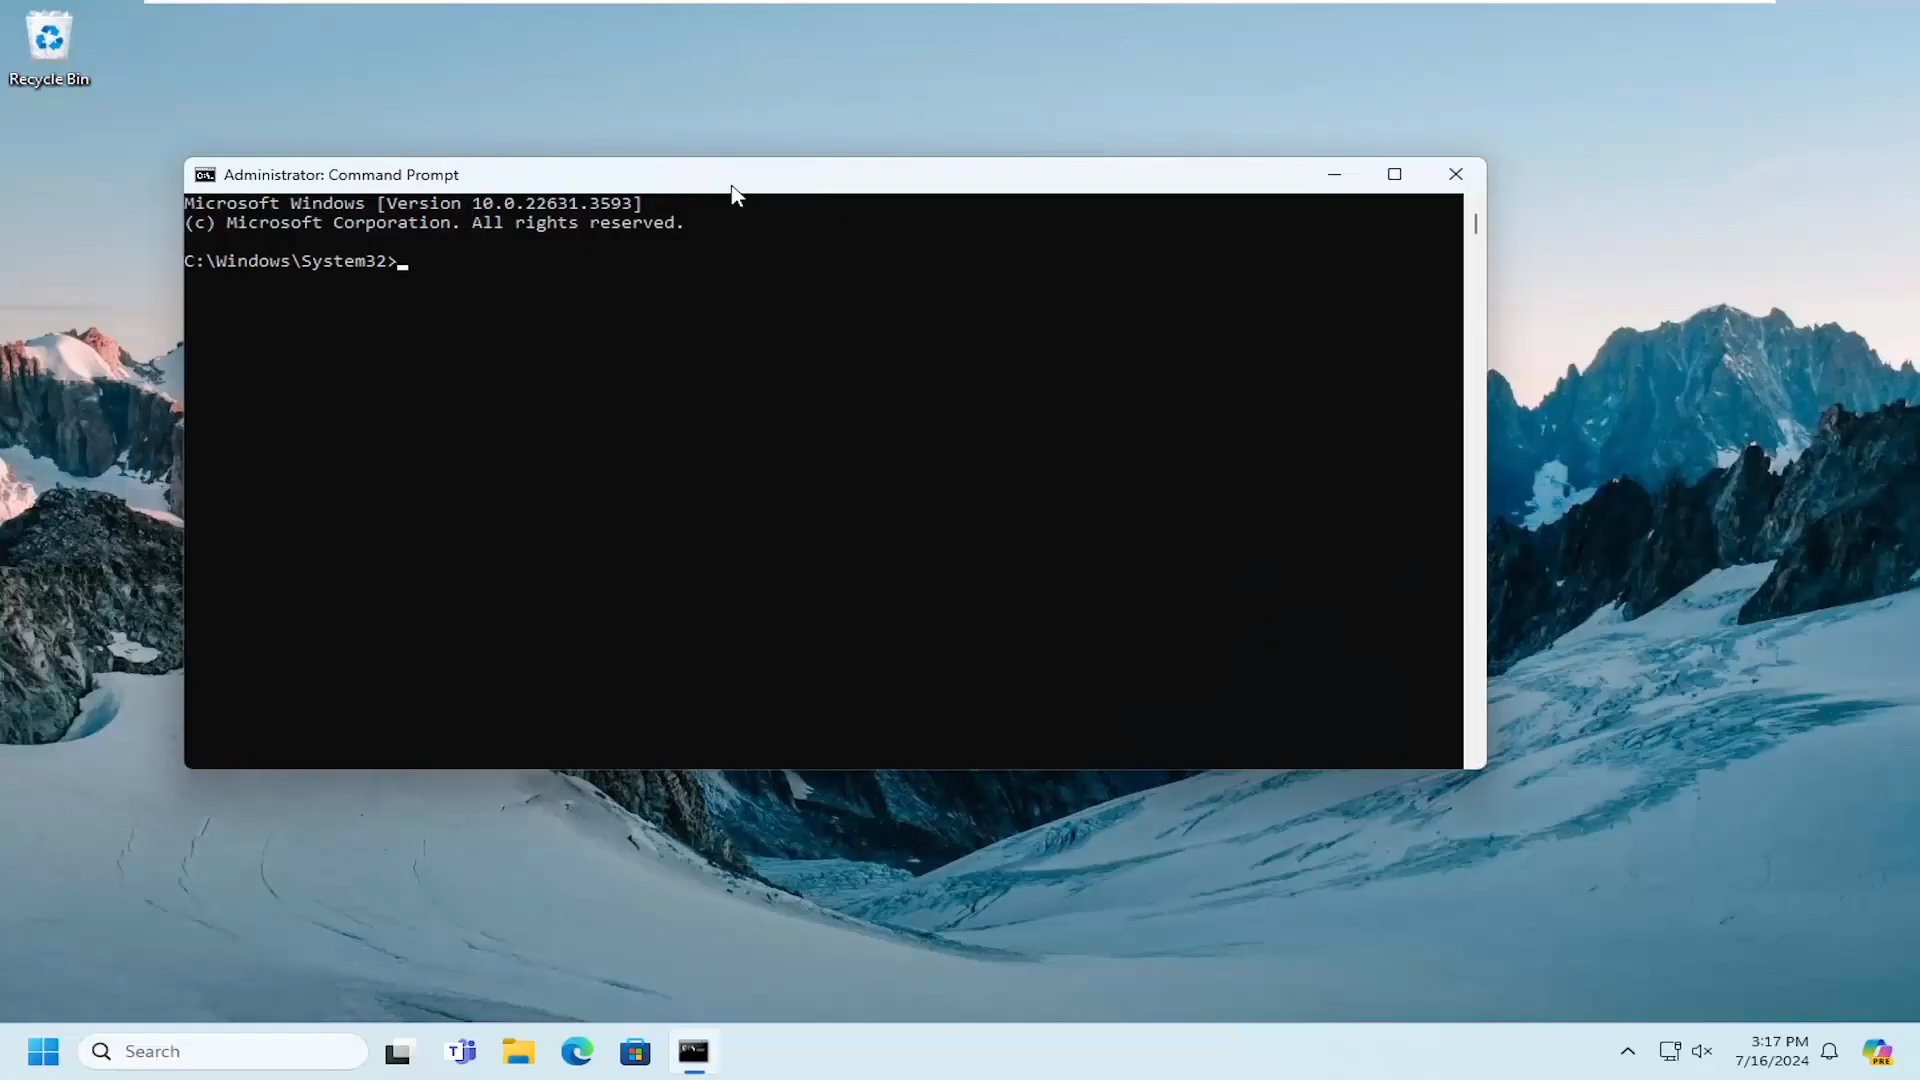 Recycle Bin
Administrator: Command Prompt
Microsoft Windows [Version 10.0.22631.3593]
(c) Microsoft Corporation. All rights reserved.
C:\Windows\System32>
Search
3:17 PM
7/16/2024
PRE